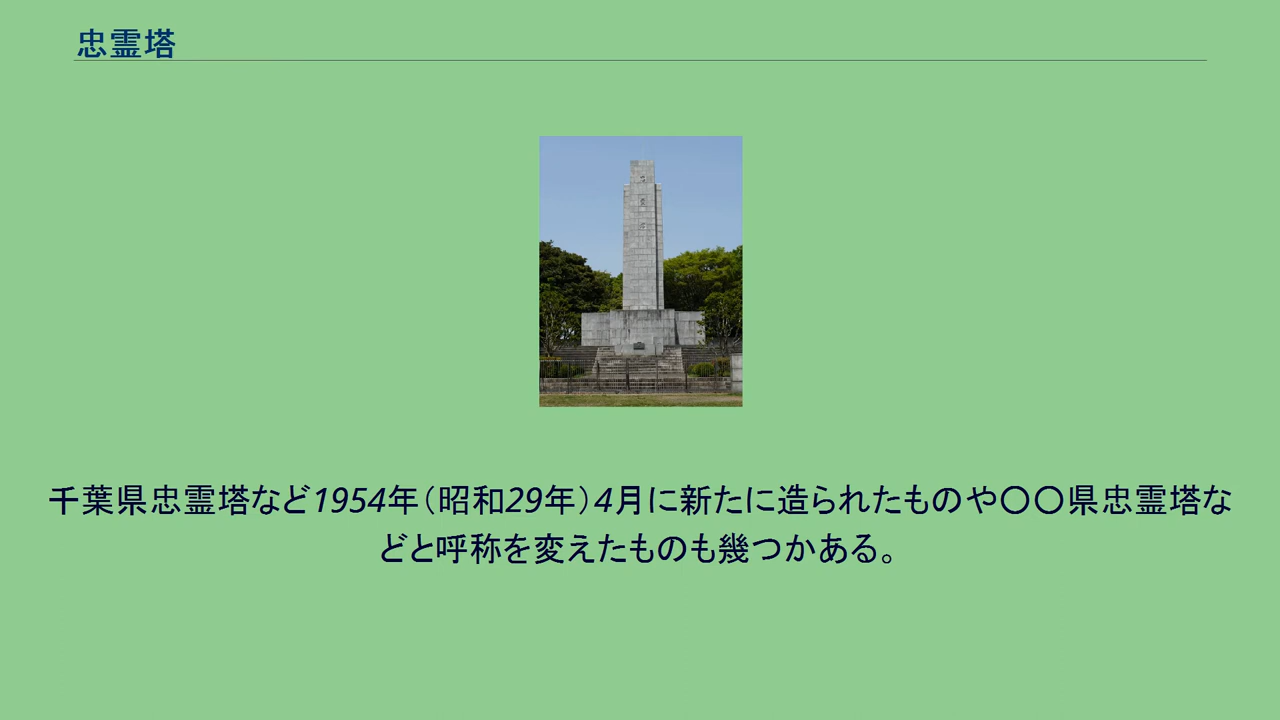 忠霊塔
千葉県忠霊塔など1954年（昭和29年）4月に新たに造られたものや〇〇県忠霊塔な
どと呼称を変えたものも幾つかある。